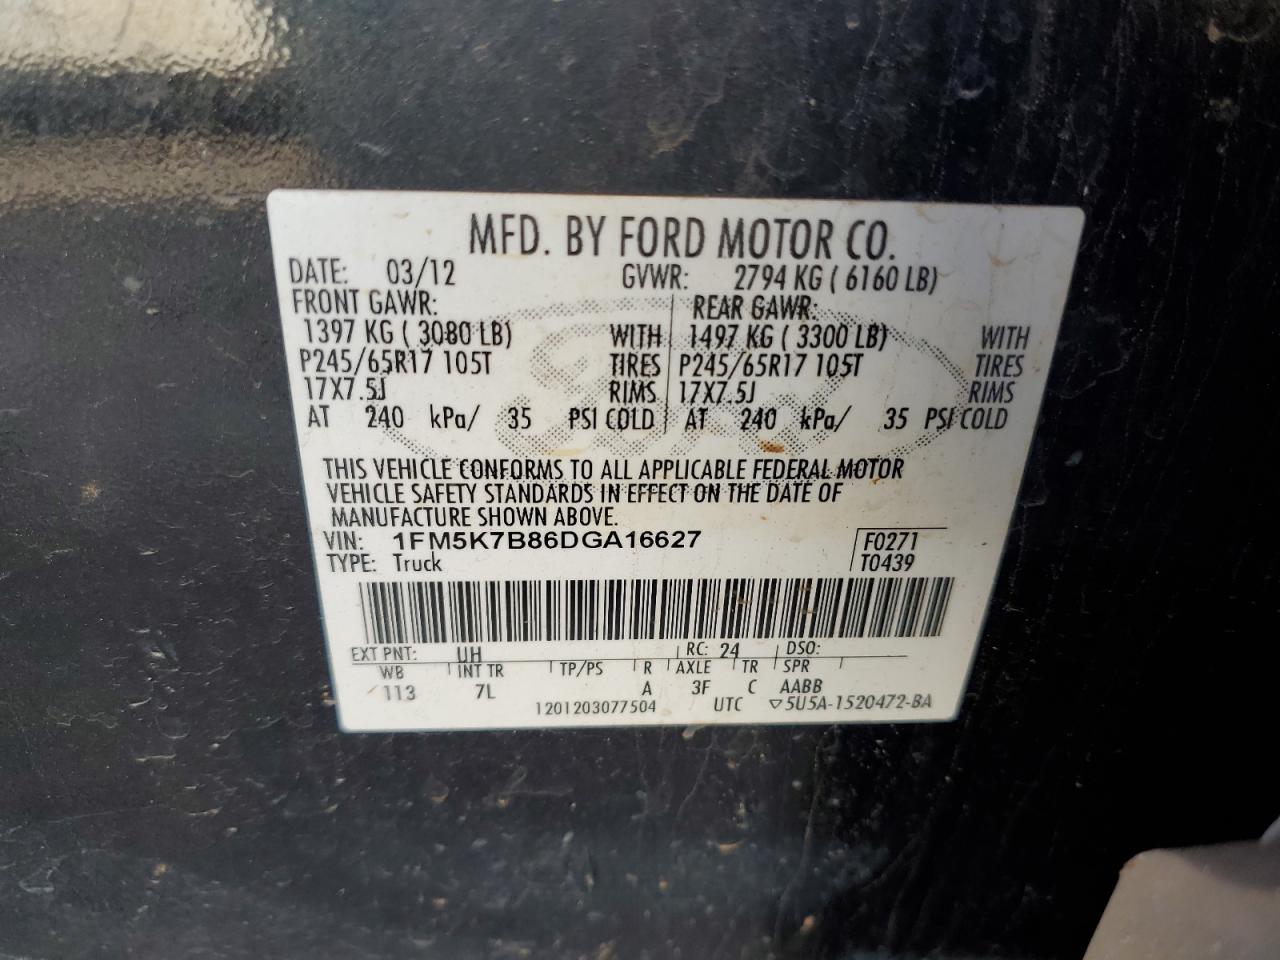 MFD. BY FORD MOTOR CO.
DATE: 03/12 GVWR: 2794 KG ( 6160 LB)
FRONT GAWR: REAR GAWR:
1397 KG ( 3080 LB) WITH 1497 KG ( 3300 LB) WITH
P245/65R17 105T TIRES P245/65R17 105T TIRES
17X7.5J RIMS 17X7.5J RIMS
AT 240 kPa/ 35 PSI COLD AT 240 kPa/ 35 PSI COLD
THIS VEHICLE CONFORMS TO ALL APPLICABLE FEDERAL MOTOR
VEHICLE SAFETY STANDARDS IN EFFECT ON THE DATE OF
MANUFACTURE SHOWN ABOVE.
VIN: 1FM5K7B86DGA16627 F0271
TYPE: Truck T0439
EXT PNT: UH RC: 24 DSO:
WB INT TR TP/PS R AXLE TR SPR
113 7L A 3F C AABB
1201203077504 UTC ▽5U5A-1520472-BA